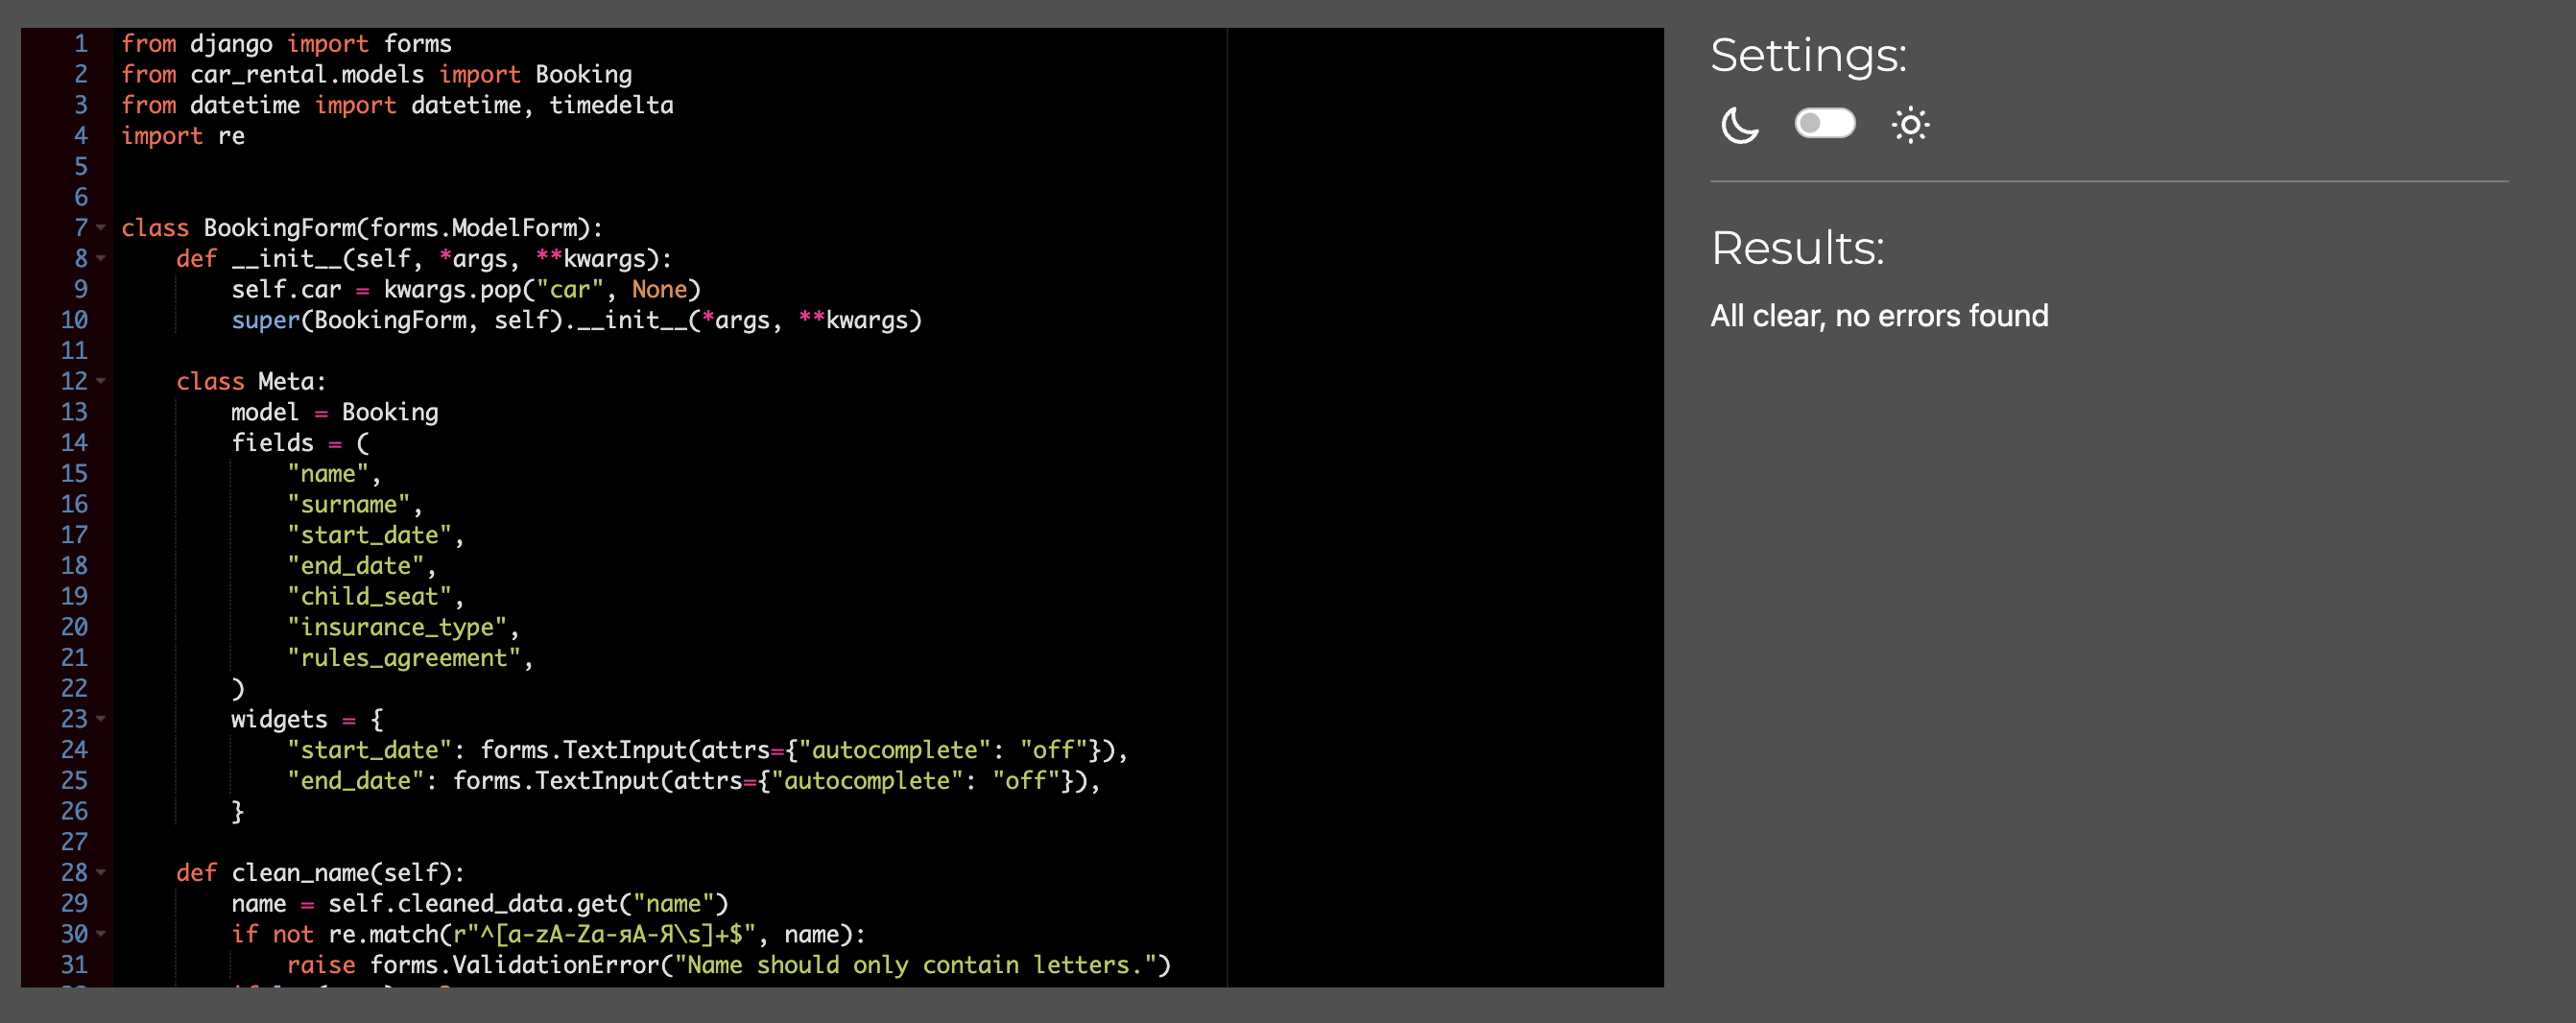 1 from django import forms
2 from car_rental.models import Booking
3 from datetime import datetime, timedelta
4 import re
5
6
7 class BookingForm(forms.ModelForm):
8     def __init__(self, *args, **kwargs):
9         self.car = kwargs.pop("car", None)
10         super(BookingForm, self).__init__(*args, **kwargs)
11
12     class Meta:
13         model = Booking
14         fields = (
15             "name",
16             "surname",
17             "start_date",
18             "end_date",
19             "child_seat",
20             "insurance_type",
21             "rules_agreement",
22         )
23         widgets = {
24             "start_date": forms.TextInput(attrs={"autocomplete": "off"}),
25             "end_date": forms.TextInput(attrs={"autocomplete": "off"}),
26         }
27
28     def clean_name(self):
29         name = self.cleaned_data.get("name")
30         if not re.match(r"^[a-zA-Zа-яА-Я\s]+$", name):
31             raise forms.ValidationError("Name should only contain letters.")
Settings:
Results:
All clear, no errors found